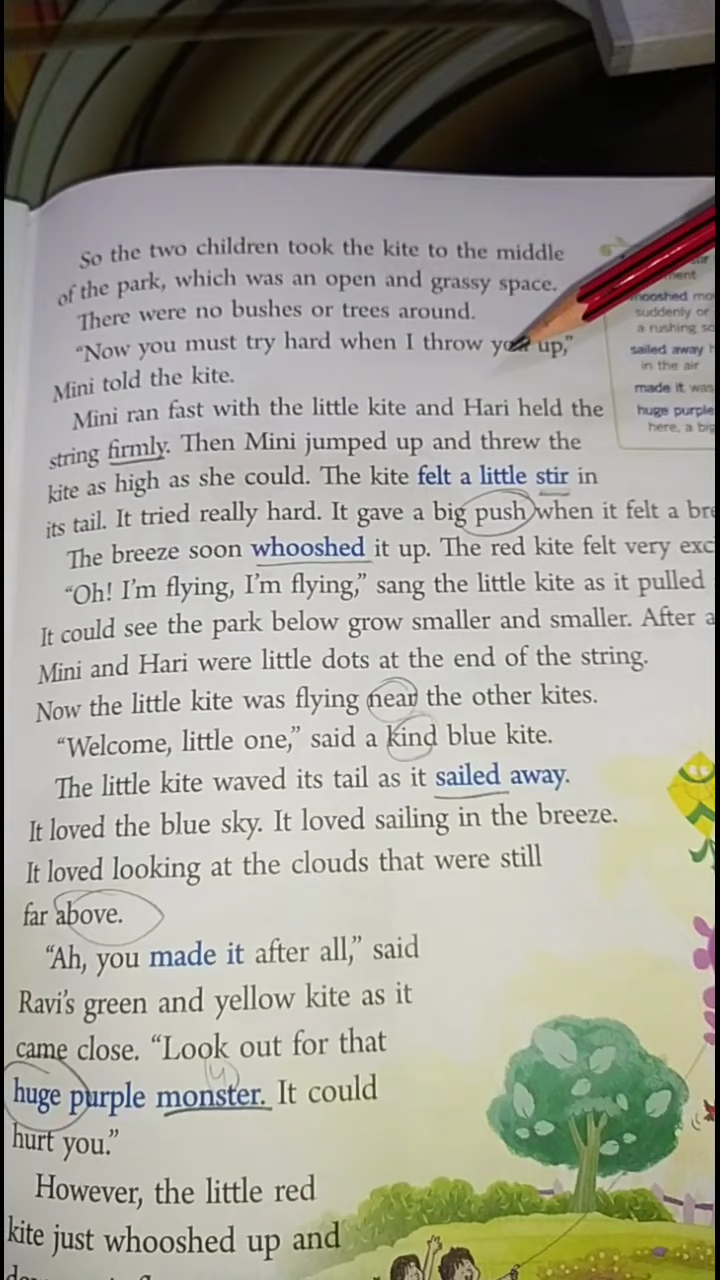 So the two children took the kite to the middle
of the park, which was an open and grassy space.
There were no bushes or trees around.
“Now you must try hard when I throw you up,”
Mini told the kite.
Mini ran fast with the little kite and Hari held the
string firmly. Then Mini jumped up and threw the
kite as high as she could. The kite felt a little stir in
its tail. It tried really hard. It gave a big push when it felt a
The breeze soon whooshed it up. The red kite felt very
“Oh! I’m flying, I’m flying,” sang the little kite as it pulled
It could see the park below grow smaller and smaller. After
Mini and Hari were little dots at the end of the string.
Now the little kite was flying near the other kites.
“Welcome, little one,” said a kind blue kite.
The little kite waved its tail as it sailed away.
It loved the blue sky. It loved sailing in the breeze.
It loved looking at the clouds that were still
far above.
“Ah, you made it after all,” said
Ravi’s green and yellow kite as it
came close. “Look out for that
huge purple monster. It could
hurt you.”
However, the little red
kite just whooshed up and
suddenly or
a rushing
sailed away
in the air
made it was
huge purple
here, a big